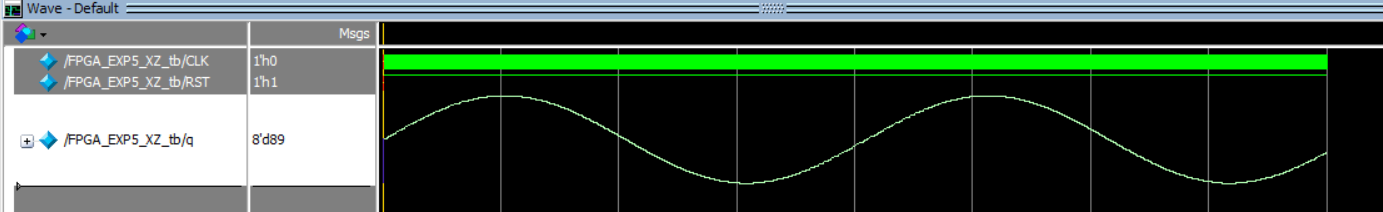 Wave - Default
Msgs
/FPGA_EXP5_XZ_tb/CLK 1'h0
/FPGA_EXP5_XZ_tb/RST 1'h1
/FPGA_EXP5_XZ_tb/q 8'd89